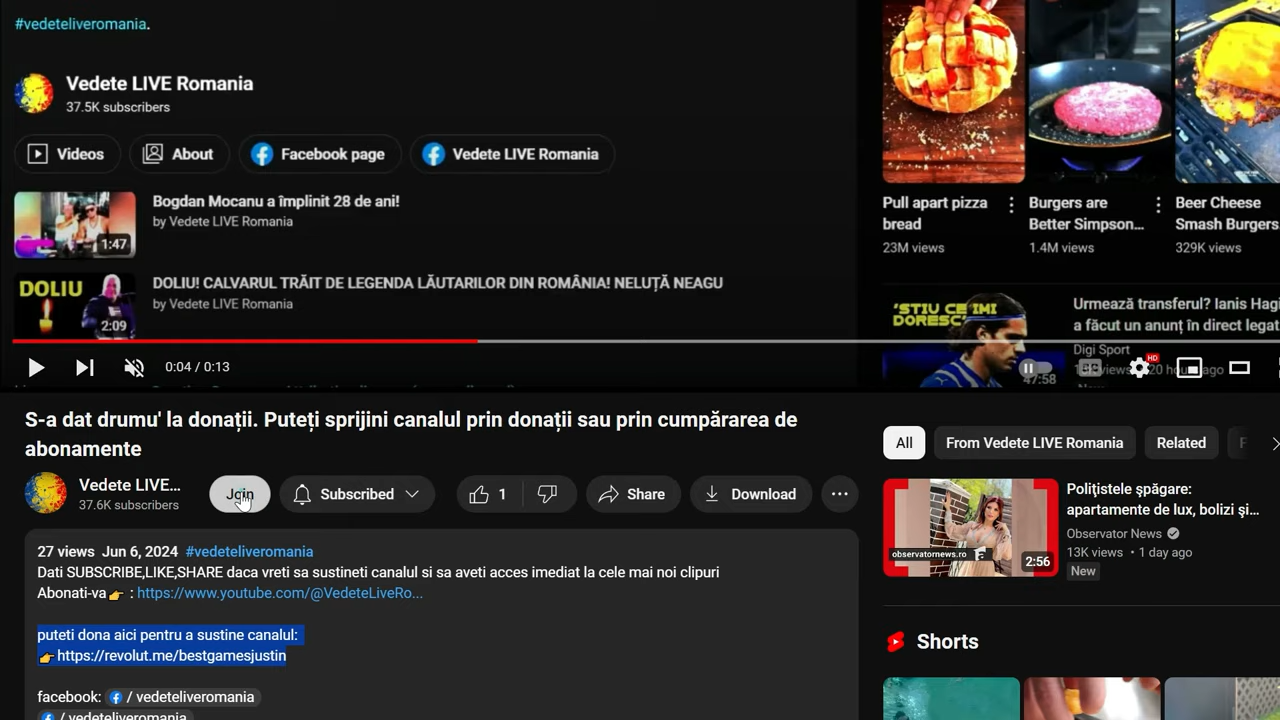 #vedeteliveromania.
Vedete LIVE Romania
37.5K subscribers
Videos
About
Facebook page
Vedete LIVE Romania
Bogdan Mocanu a împlinit 28 de ani!
by Vedete LIVE Romania
1:47
DOLIU! CALVARUL TRĂIT DE LEGENDA LĂUTARILOR DIN ROMÂNIA! NELUȚĂ NEAGU
by Vedete LIVE Romania
DOLIU
2:09
Pull apart pizza
bread
23M views
Burgers are
Better Simpson...
1.4M views
Beer Cheese
Smash Burgers
329K views
'STIU CE IMI
DORESC'
47:58
Urmează transferul? Ianis Hagi
a făcut un anunț în direct legat
Digi Sport
0:04 / 0:13
HD
S-a dat drumu' la donații. Puteți sprijini canalul prin donații sau prin cumpărarea de
abonamente
Vedete LIVE...
37.6K subscribers
Join
Subscribed
1
Share
Download
27 views Jun 6, 2024 #vedeteliveromania
Dati SUBSCRIBE,LIKE,SHARE daca vreti sa sustineti canalul si sa aveti acces imediat la cele mai noi clipuri
Abonati-va👉 : https://www.youtube.com/@VedeteLiveRo...
puteti dona aici pentru a sustine canalul:
👉https://revolut.me/bestgamesjustin
facebook: / vedeteliveromania
/ vedeteliveromania
All
From Vedete LIVE Romania
Related
observatornews.ro
2:56
Polițistele șpăgare:
apartamente de lux, bolizi și...
Observator News
13K views • 1 day ago
New
Shorts